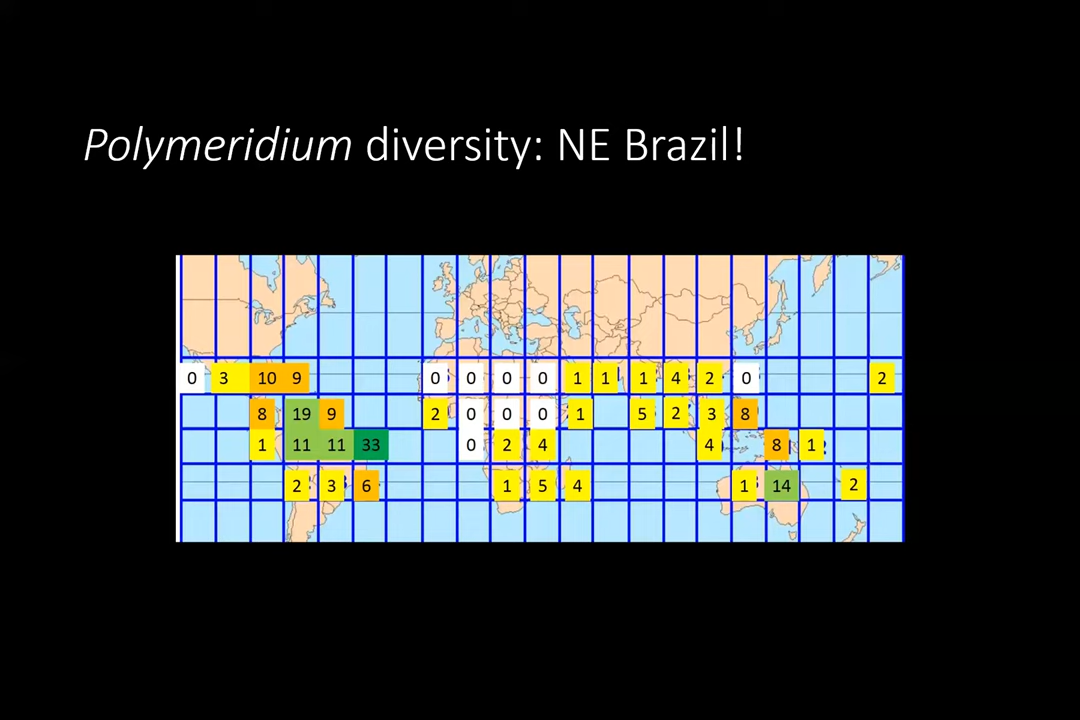 Polymeridium diversity: NE Brazil!
0 3 10 9 0 0 0 0 1 1 1 4 2 0 2
8 19 9 2 0 0 0 1 5 2 3 8
1 11 11 33 0 2 4 4 8 1
2 3 6 1 5 4 1 14 2